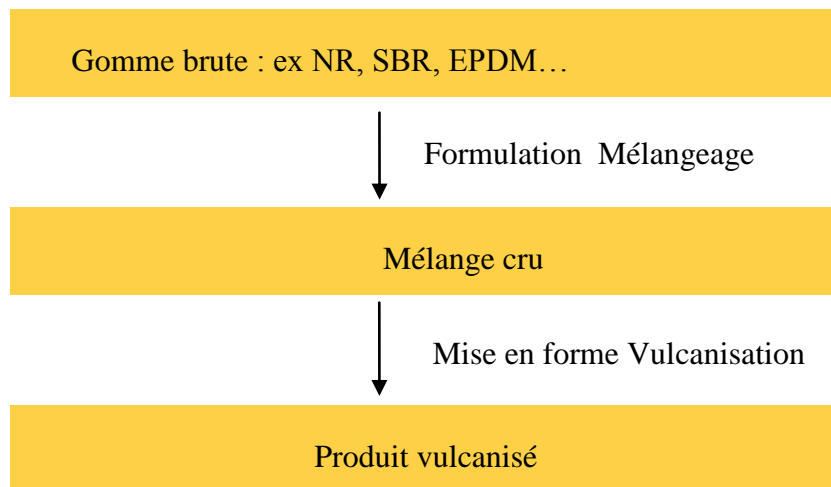 Gomme brute : ex NR, SBR, EPDM…
Formulation Mélangeage
Mélange cru
Mise en forme Vulcanisation
Produit vulcanisé